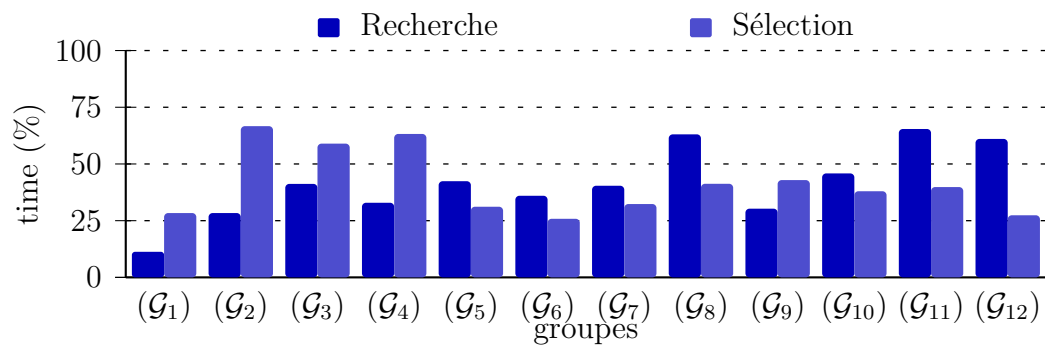 Recherche Sélection
100
75
50
25
0
time (%)
(𝒢₁) (𝒢₂) (𝒢₃) (𝒢₄) (𝒢₅) (𝒢₆) (𝒢₇) (𝒢₈) (𝒢₉) (𝒢₁₀) (𝒢₁₁) (𝒢₁₂)
groupes